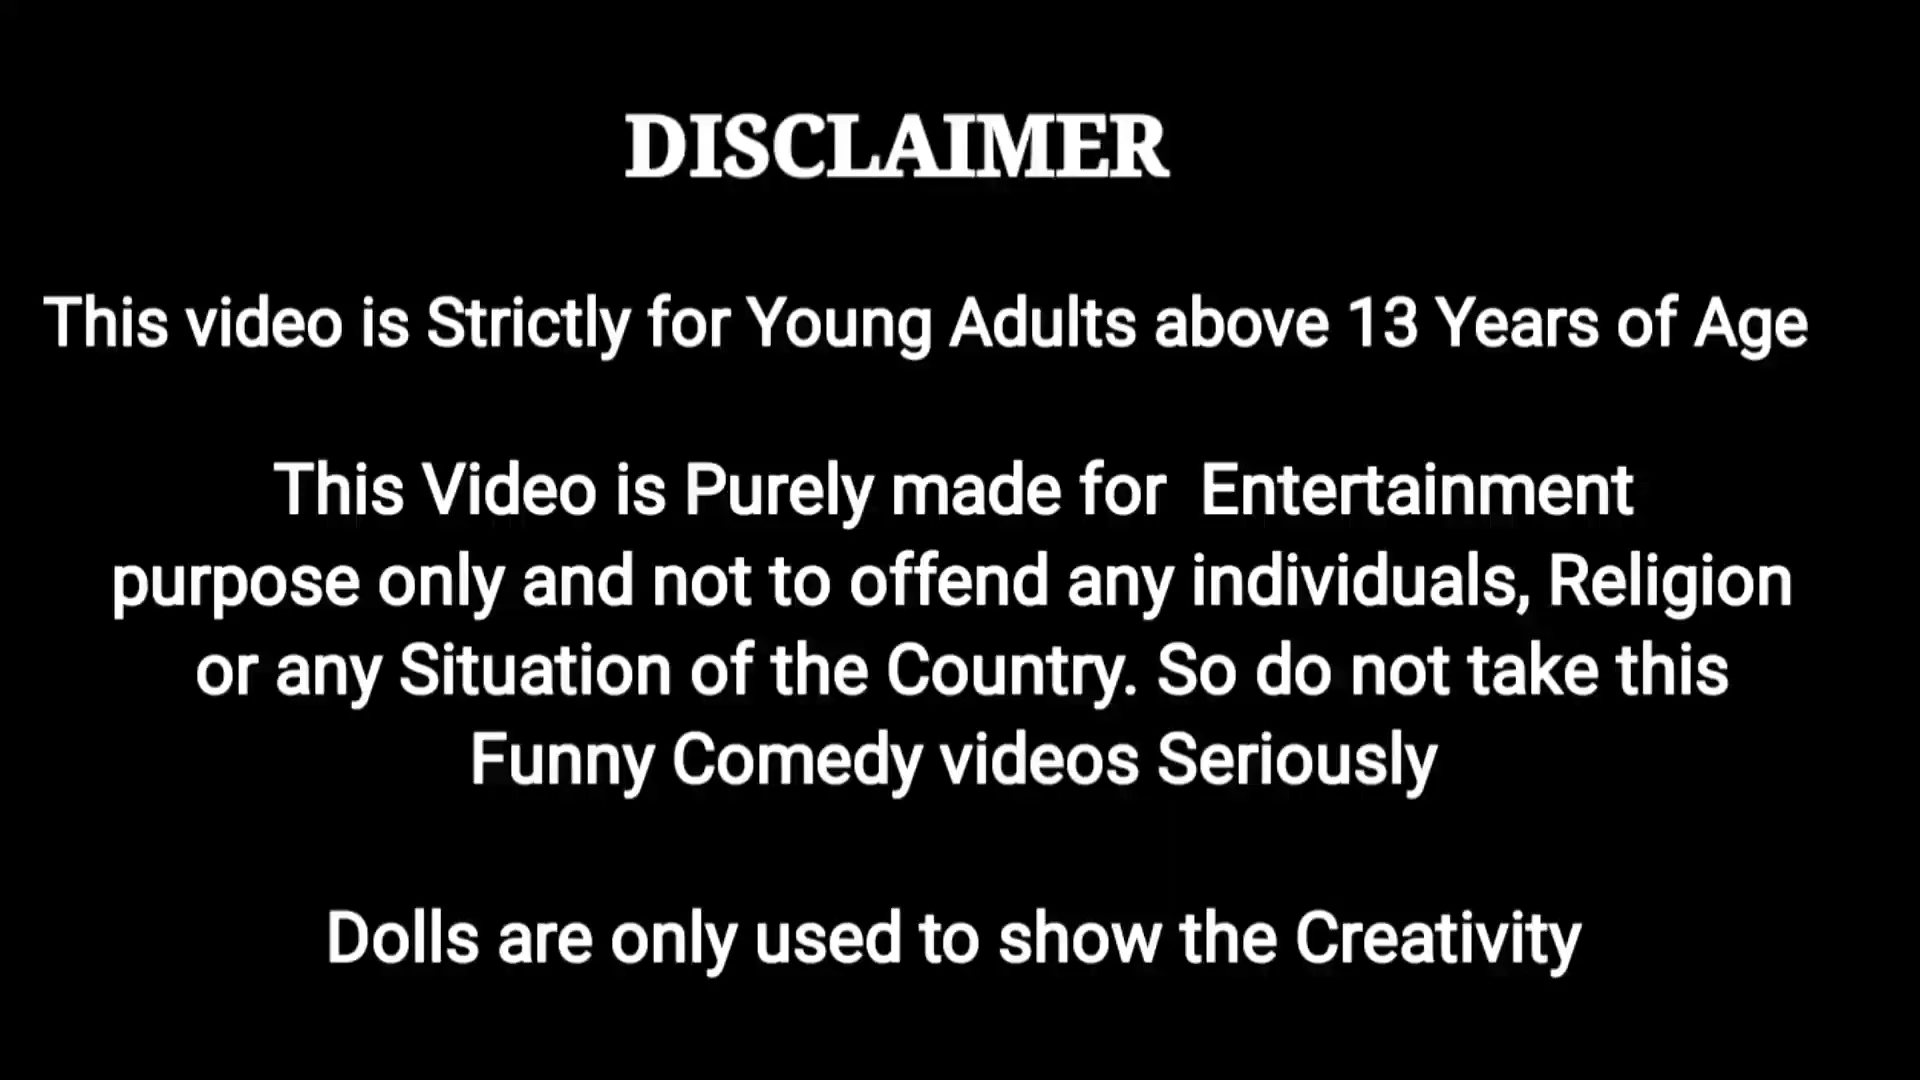 DISCLAIMER
This video is Strictly for Young Adults above 13 Years of Age
This Video is Purely made for  Entertainment
purpose only and not to offend any individuals, Religion
or any Situation of the Country. So do not take this
Funny Comedy videos Seriously
Dolls are only used to show the Creativity